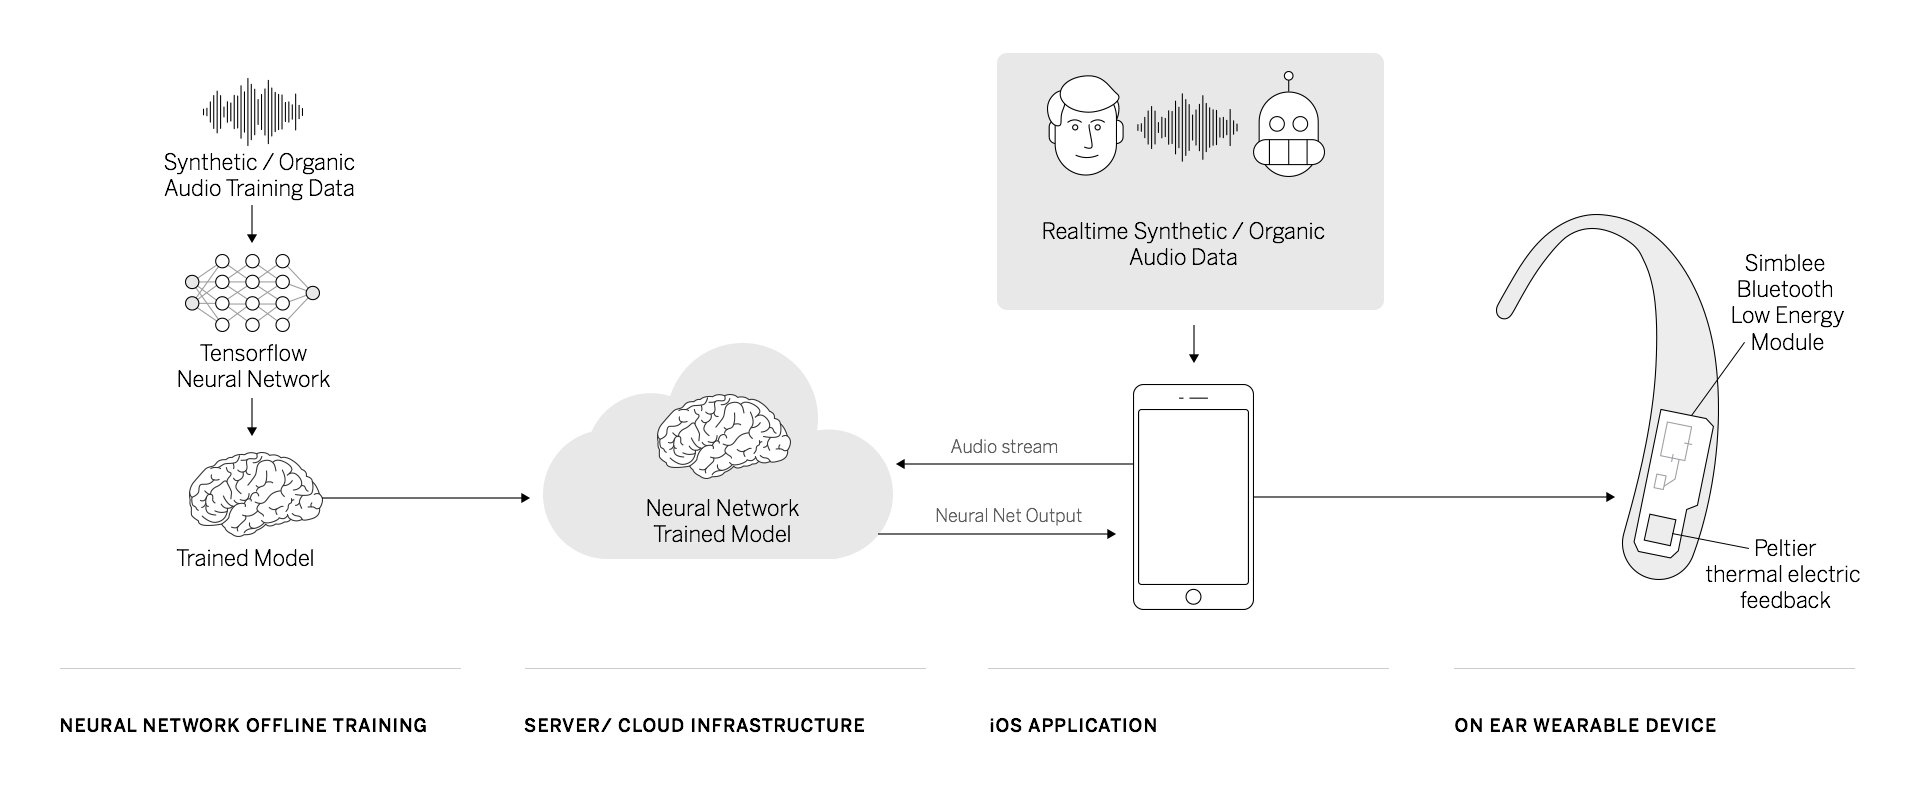 Synthetic / Organic
Audio Training Data
Tensorflow
Neural Network
Trained Model
Neural Network
Trained Model
Audio stream
Neural Net Output
Realtime Synthetic / Organic
Audio Data
Simblee
Bluetooth
Low Energy
Module
Peltier
thermal electric
feedback
NEURAL NETWORK OFFLINE TRAINING
SERVER/ CLOUD INFRASTRUCTURE
iOS APPLICATION
ON EAR WEARABLE DEVICE